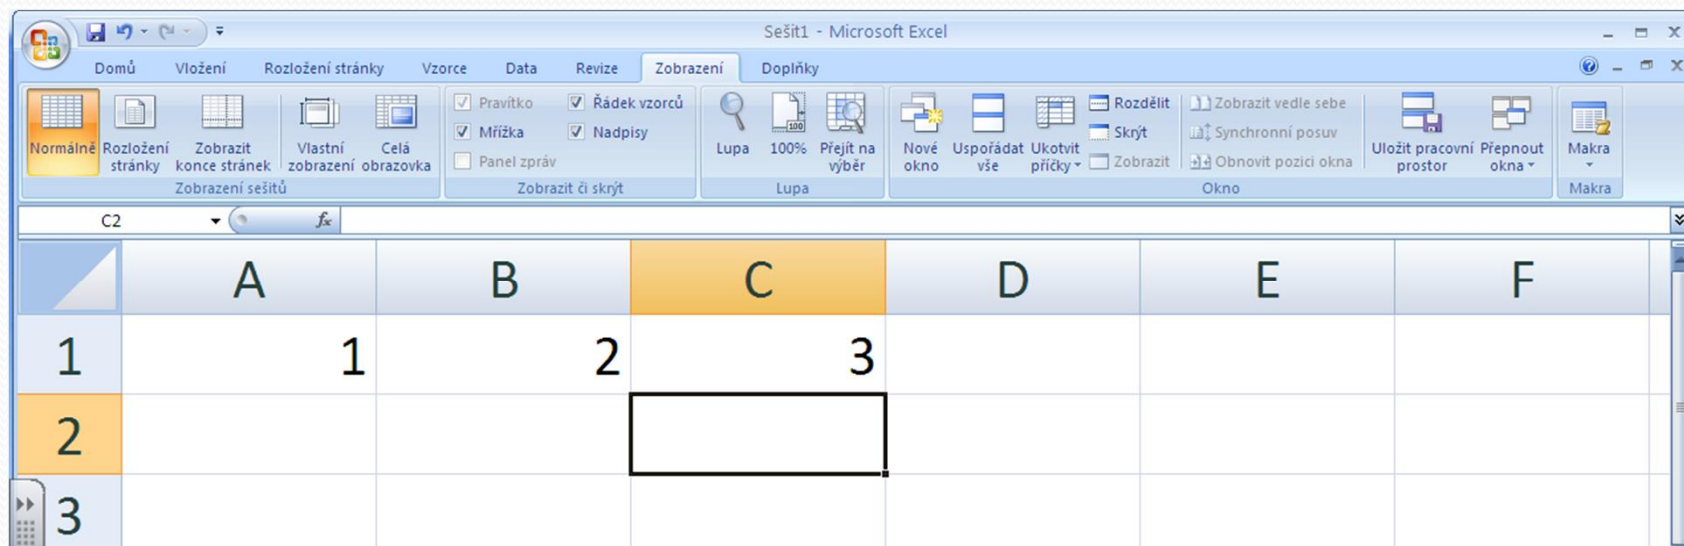 Sešit1 - Microsoft Excel
Domů Vložení Rozložení stránky Vzorce Data Revize Zobrazení Doplňky
Normálně
Rozložení stránky
Zobrazit konce stránek
Vlastní zobrazení
Celá obrazovka
Zobrazení sešitů
Pravítko
Mřížka
Panel zpráv
Řádek vzorců
Nadpisy
Zobrazit či skrýt
Lupa
100%
Přejít na výběr
Lupa
Nové okno
Uspořádat vše
Ukotvit příčky
Rozdělit
Skrýt
Zobrazit
Zobrazit vedle sebe
Synchronní posuv
Obnovit pozici okna
Uložit pracovní prostor
Přepnout okna
Okno
Makra
Makra
C2 fx
A B C D E F
1 1 2 3
2
3